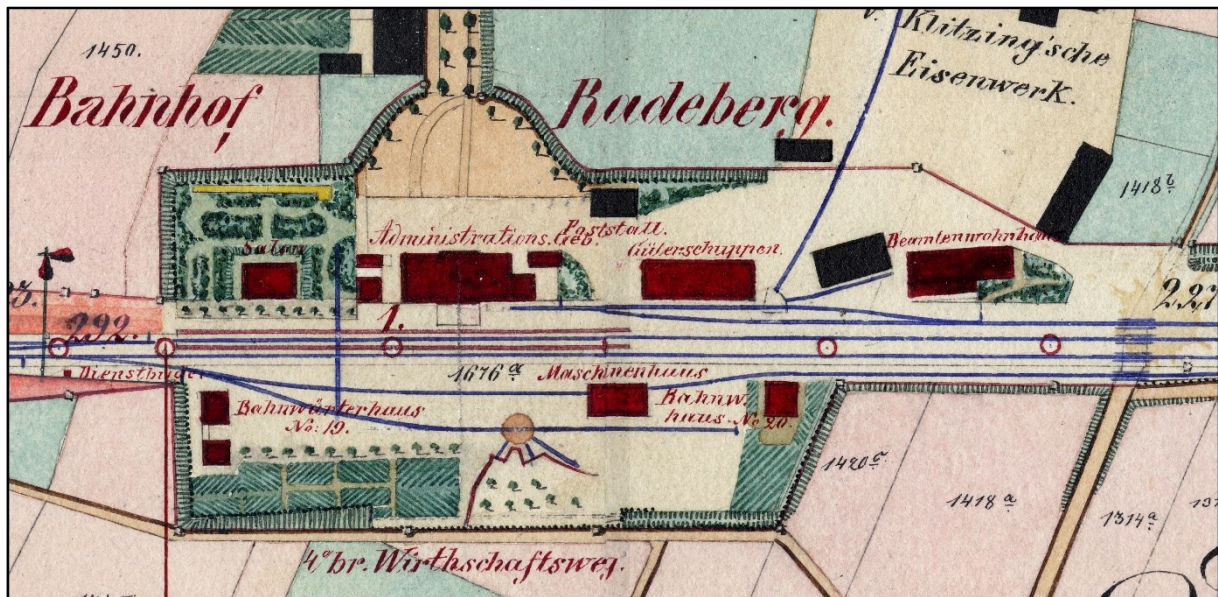 v.
Klitzing'sche
Eisenwerk.
1450.
Bahnhof
Radeberg.
1418 b
Salon
Administrations.Geb.
Poststall.
Güterschuppen.
Beamtenwohnhaus
1.
292.
227
1676 a
Maschinenhaus
Bahnwärterhaus
No: 19.
Bahnw.
haus. No 20.
1420 c
1418 a
1314 a
4° br. Wirthschaftsweg.